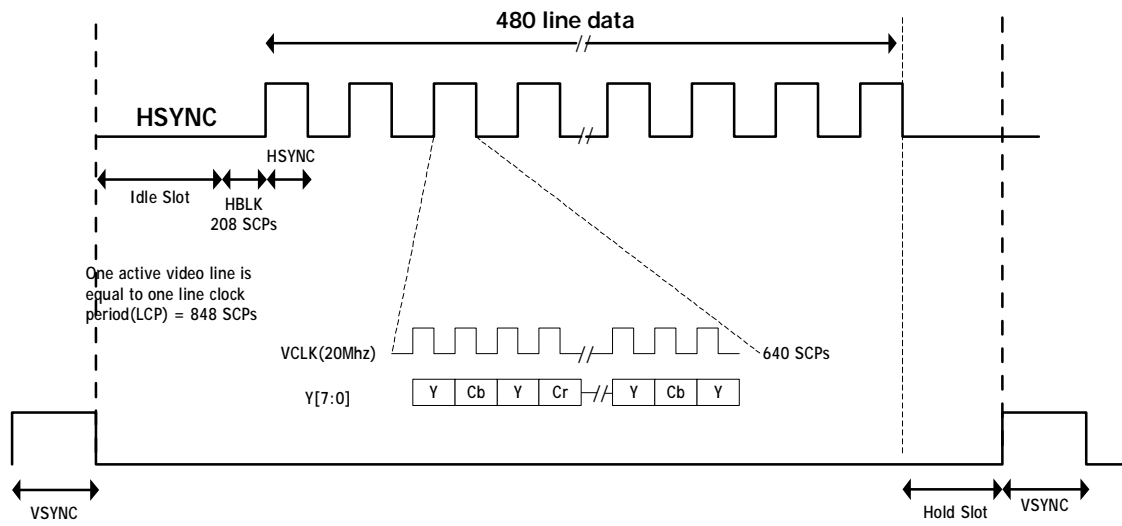 480 line data
HSYNC
HSYNC
Idle Slot
HBLK
208 SCPs
One active video line is
equal to one line clock
period(LCP) = 848 SCPs
VCLK(20Mhz)
640 SCPs
Y[7:0]
Y Cb Y Cr Y Cb Y
VSYNC
Hold Slot
VSYNC